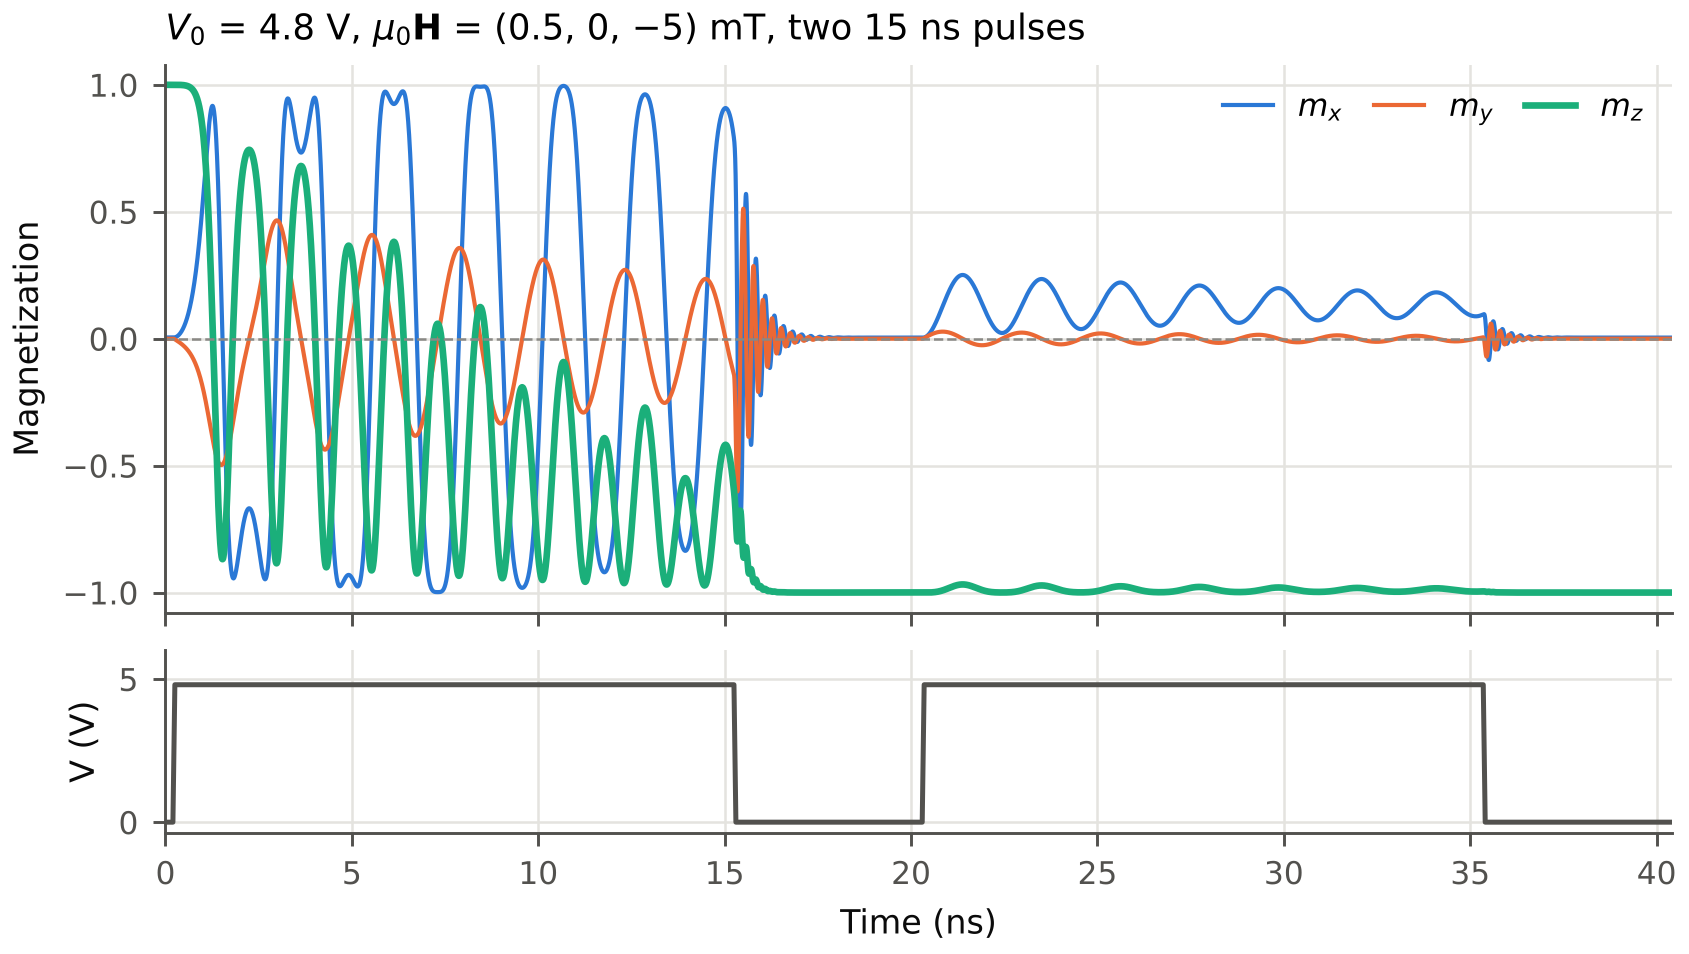 V₀ = 4.8 V, μ₀H = (0.5, 0, −5) mT, two 15 ns pulses
1.0
0.5
0.0
−0.5
−1.0
Magnetization
mₓ m_y m_z
5
0
V (V)
0 5 10 15 20 25 30 35 40
Time (ns)